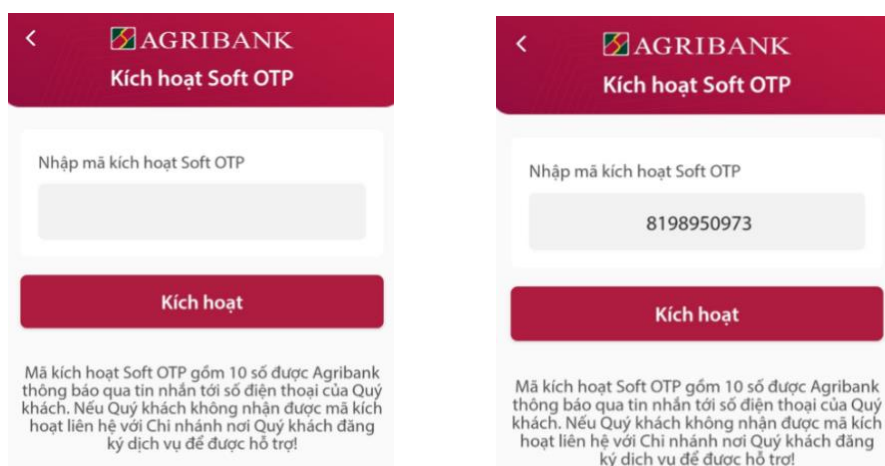 AGRIBANK
Kích hoạt Soft OTP
Nhập mã kích hoạt Soft OTP
Kích hoạt
Mã kích hoạt Soft OTP gồm 10 số được Agribank
thông báo qua tin nhắn tới số điện thoại của Quý
khách. Nếu Quý khách không nhận được mã kích
hoạt liên hệ với Chi nhánh nơi Quý khách đăng
ký dịch vụ để được hỗ trợ!
AGRIBANK
Kích hoạt Soft OTP
Nhập mã kích hoạt Soft OTP
8198950973
Kích hoạt
Mã kích hoạt Soft OTP gồm 10 số được Agribank
thông báo qua tin nhắn tới số điện thoại của Quý
khách. Nếu Quý khách không nhận được mã kích
hoạt liên hệ với Chi nhánh nơi Quý khách đăng
ký dịch vụ để được hỗ trợ!